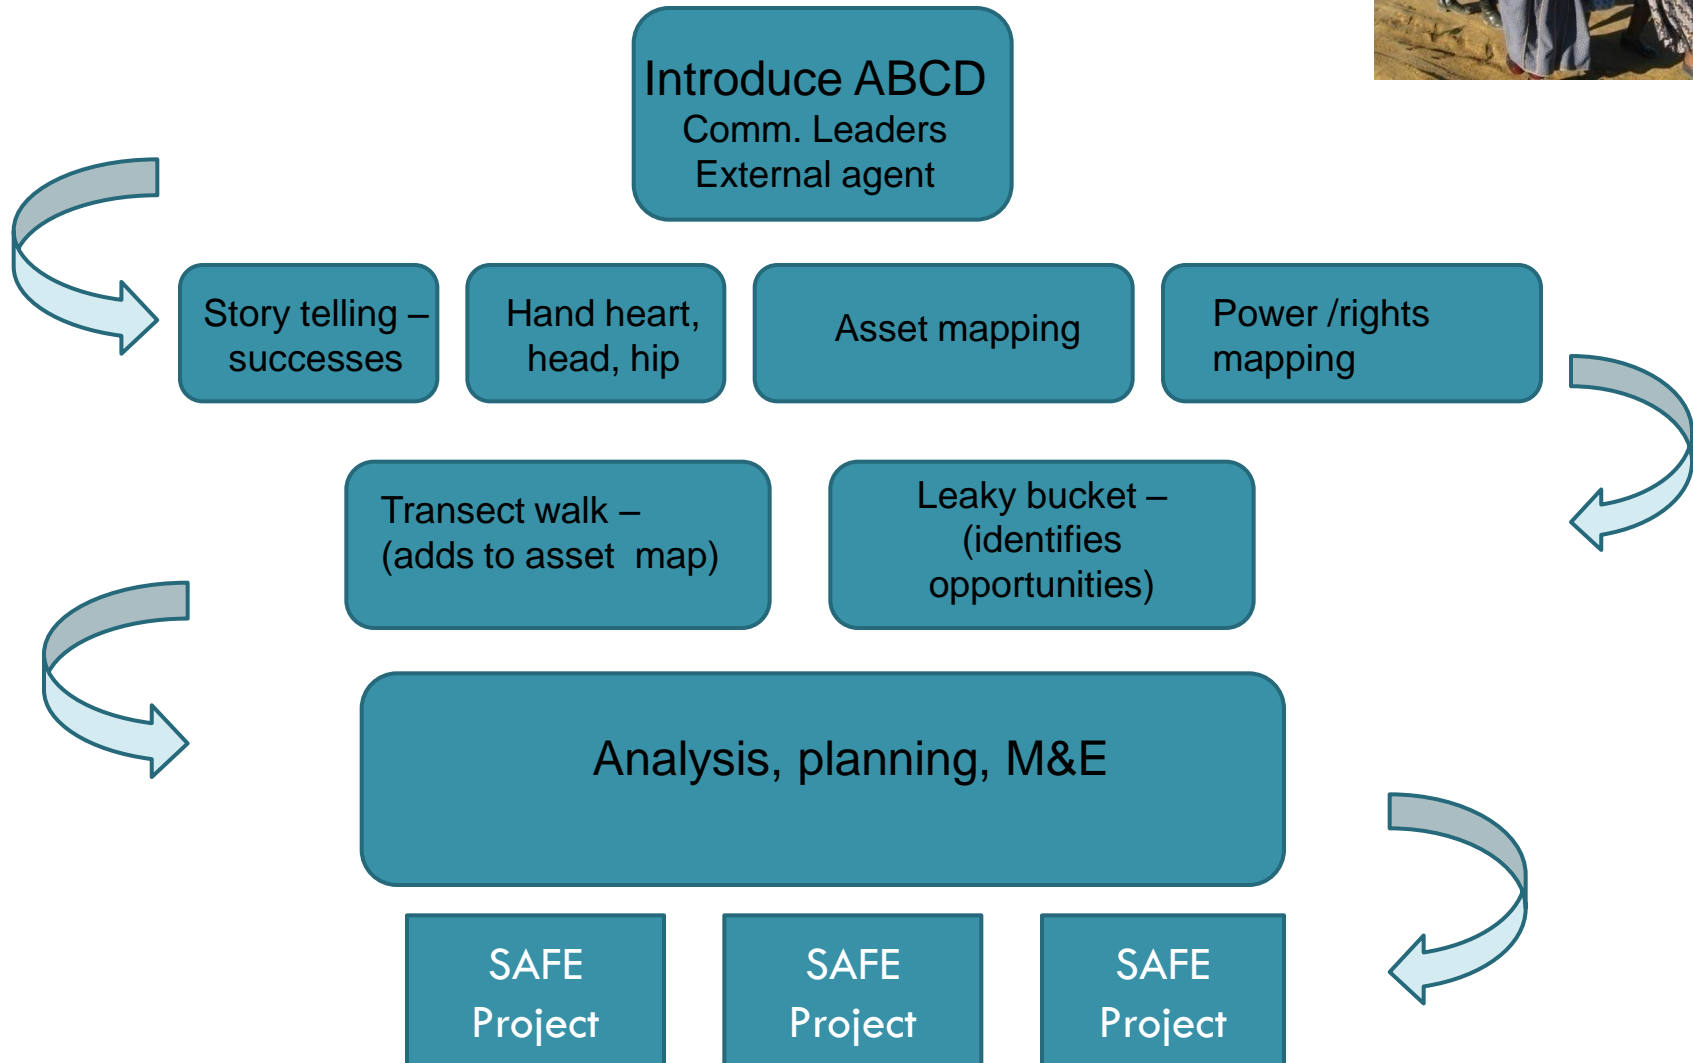 Introduce ABCD
Comm. Leaders
External agent
Story telling –
successes
Hand heart,
head, hip
Asset mapping
Power /rights
mapping
Transect walk –
(adds to asset  map)
Leaky bucket –
(identifies
opportunities)
Analysis, planning, M&E
SAFE
Project
SAFE
Project
SAFE
Project